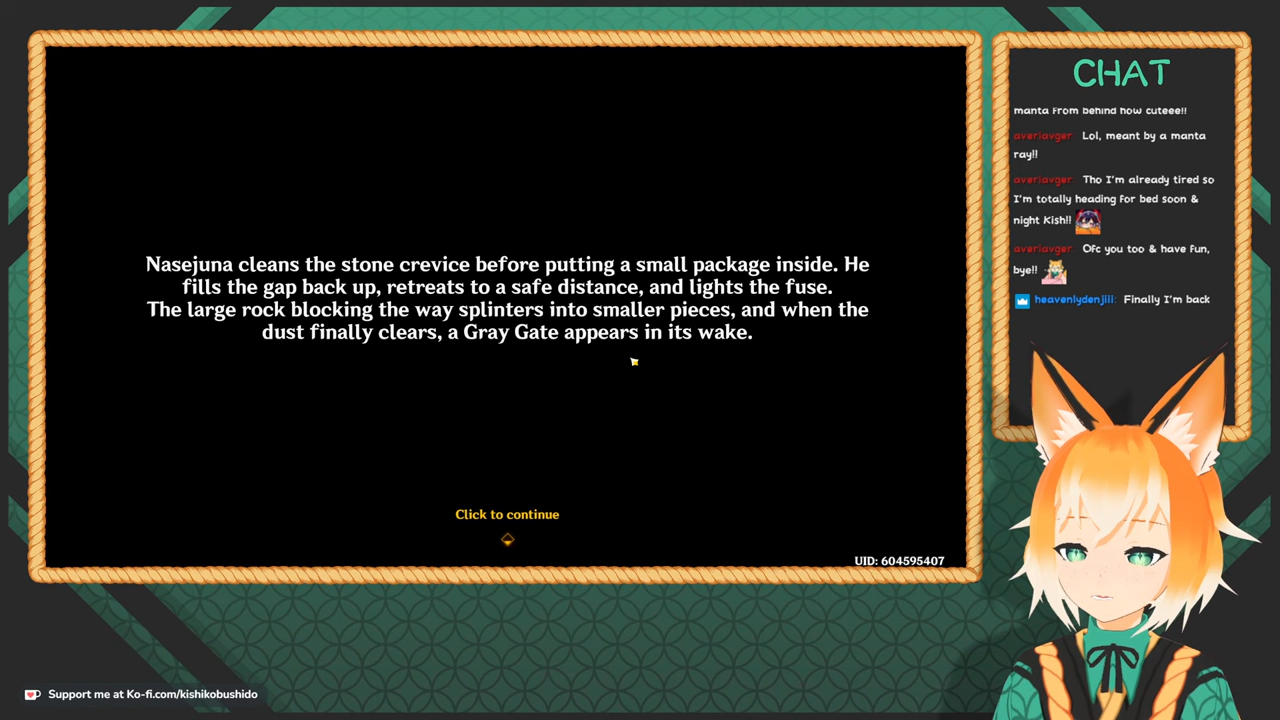 Nasejuna cleans the stone crevice before putting a small package inside. He
fills the gap back up, retreats to a safe distance, and lights the fuse.
The large rock blocking the way splinters into smaller pieces, and when the
dust finally clears, a Gray Gate appears in its wake.
Click to continue
UID: 604595407
CHAT
manta from behind how cuteee!!
averiavger: Lol, meant by a manta
ray!!
averiavger: Tho I'm already tired so
I'm totally heading for bed soon &
night Kish!!
averiavger: Ofc you too & have fun,
bye!!
heavenlydenjiii: Finally I'm back
Support me at Ko-fi.com/kishikobushido